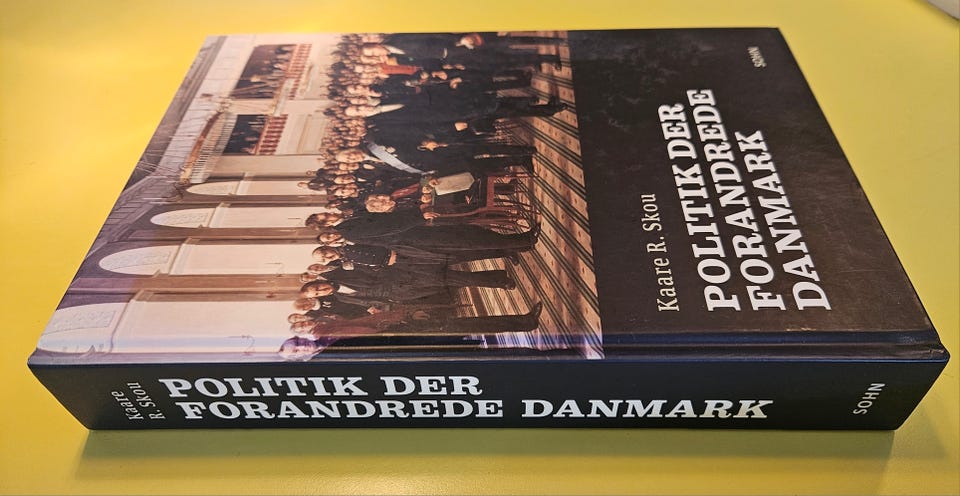 Kaare R. Skou
POLITIK DER
FORANDREDE
DANMARK
SOHN
Kaare
R. Skou
POLITIK DER
FORANDREDE DANMARK
SOHN